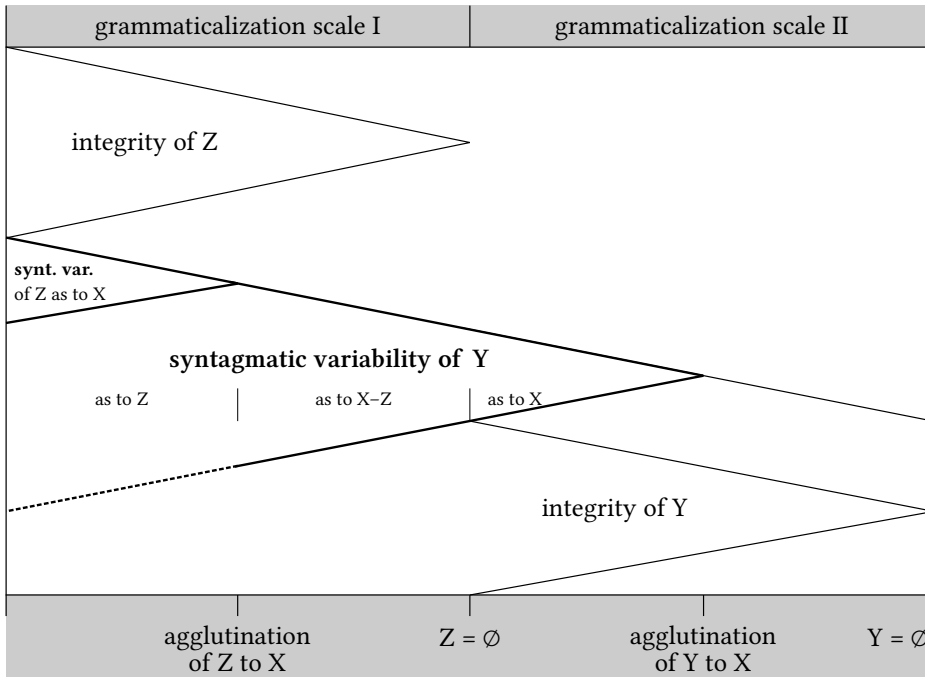 grammaticalization scale I
grammaticalization scale II
integrity of Z
synt. var.
of Z as to X
syntagmatic variability of Y
as to Z
as to X–Z
as to X
integrity of Y
agglutination
of Z to X
Z = ∅
agglutination
of Y to X
Y = ∅